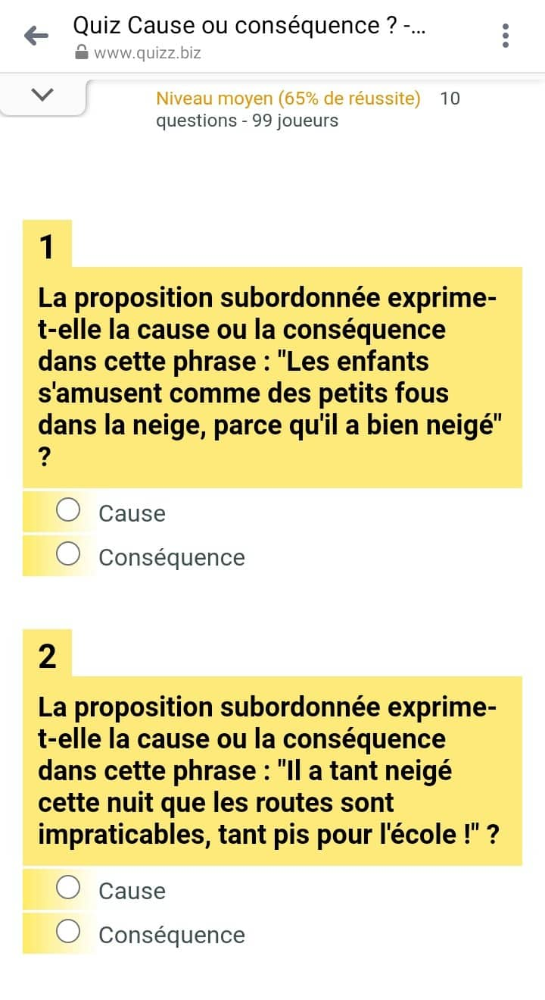 Quiz Cause ou conséquence ? -...
www.quizz.biz
Niveau moyen (65% de réussite) 10
questions - 99 joueurs
1
La proposition subordonnée exprime-
t-elle la cause ou la conséquence
dans cette phrase : "Les enfants
s'amusent comme des petits fous
dans la neige, parce qu'il a bien neigé"
?
Cause
Conséquence
2
La proposition subordonnée exprime-
t-elle la cause ou la conséquence
dans cette phrase : "Il a tant neigé
cette nuit que les routes sont
impraticables, tant pis pour l'école !" ?
Cause
Conséquence